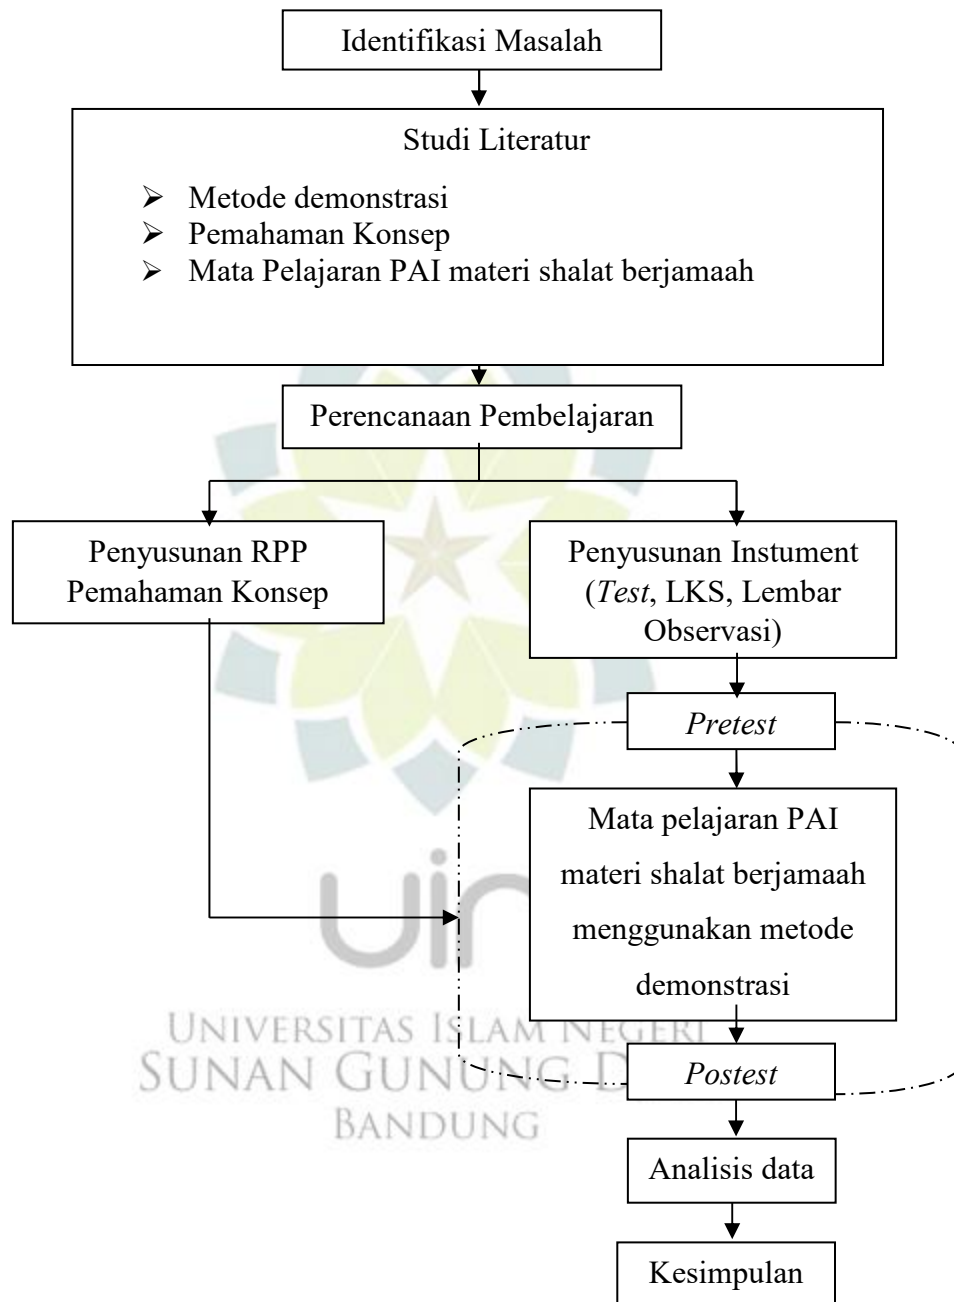 Identifikasi Masalah
Studi Literatur
➢ Metode demonstrasi
➢ Pemahaman Konsep
➢ Mata Pelajaran PAI materi shalat berjamaah
Perencanaan Pembelajaran
Penyusunan RPP
Pemahaman Konsep
Penyusunan Instument
(Test, LKS, Lembar
Observasi)
Pretest
Mata pelajaran PAI
materi shalat berjamaah
menggunakan metode
demonstrasi
Postest
Analisis data
Kesimpulan
uin
UNIVERSITAS ISLAM NEGERI
SUNAN GUNUNG
BANDUNG